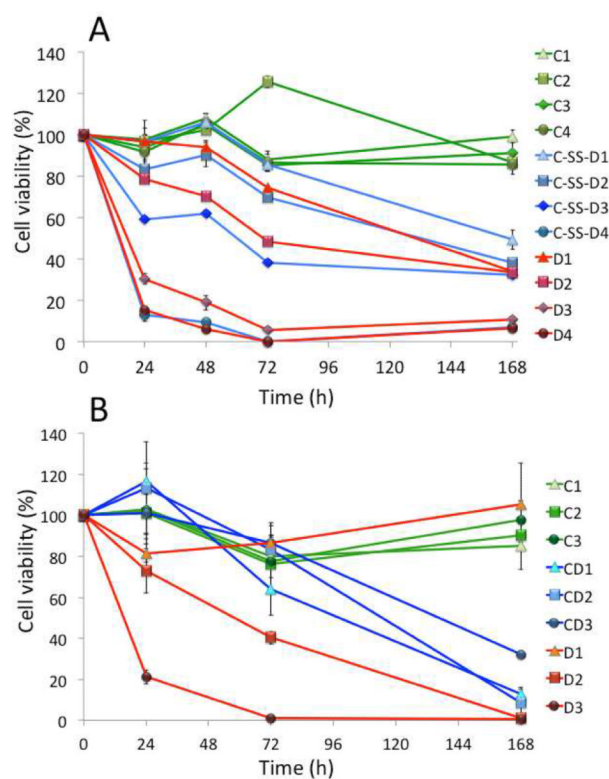 A
140
120
100
80
60
40
20
0
Cell viability (%)
0 24 48 72 96 120 144 168
Time (h)
C1
C2
C3
C4
C-SS-D1
C-SS-D2
C-SS-D3
C-SS-D4
D1
D2
D3
D4
B
140
120
100
80
60
40
20
0
Cell viability (%)
0 24 48 72 96 120 144 168
Time (h)
C1
C2
C3
CD1
CD2
CD3
D1
D2
D3